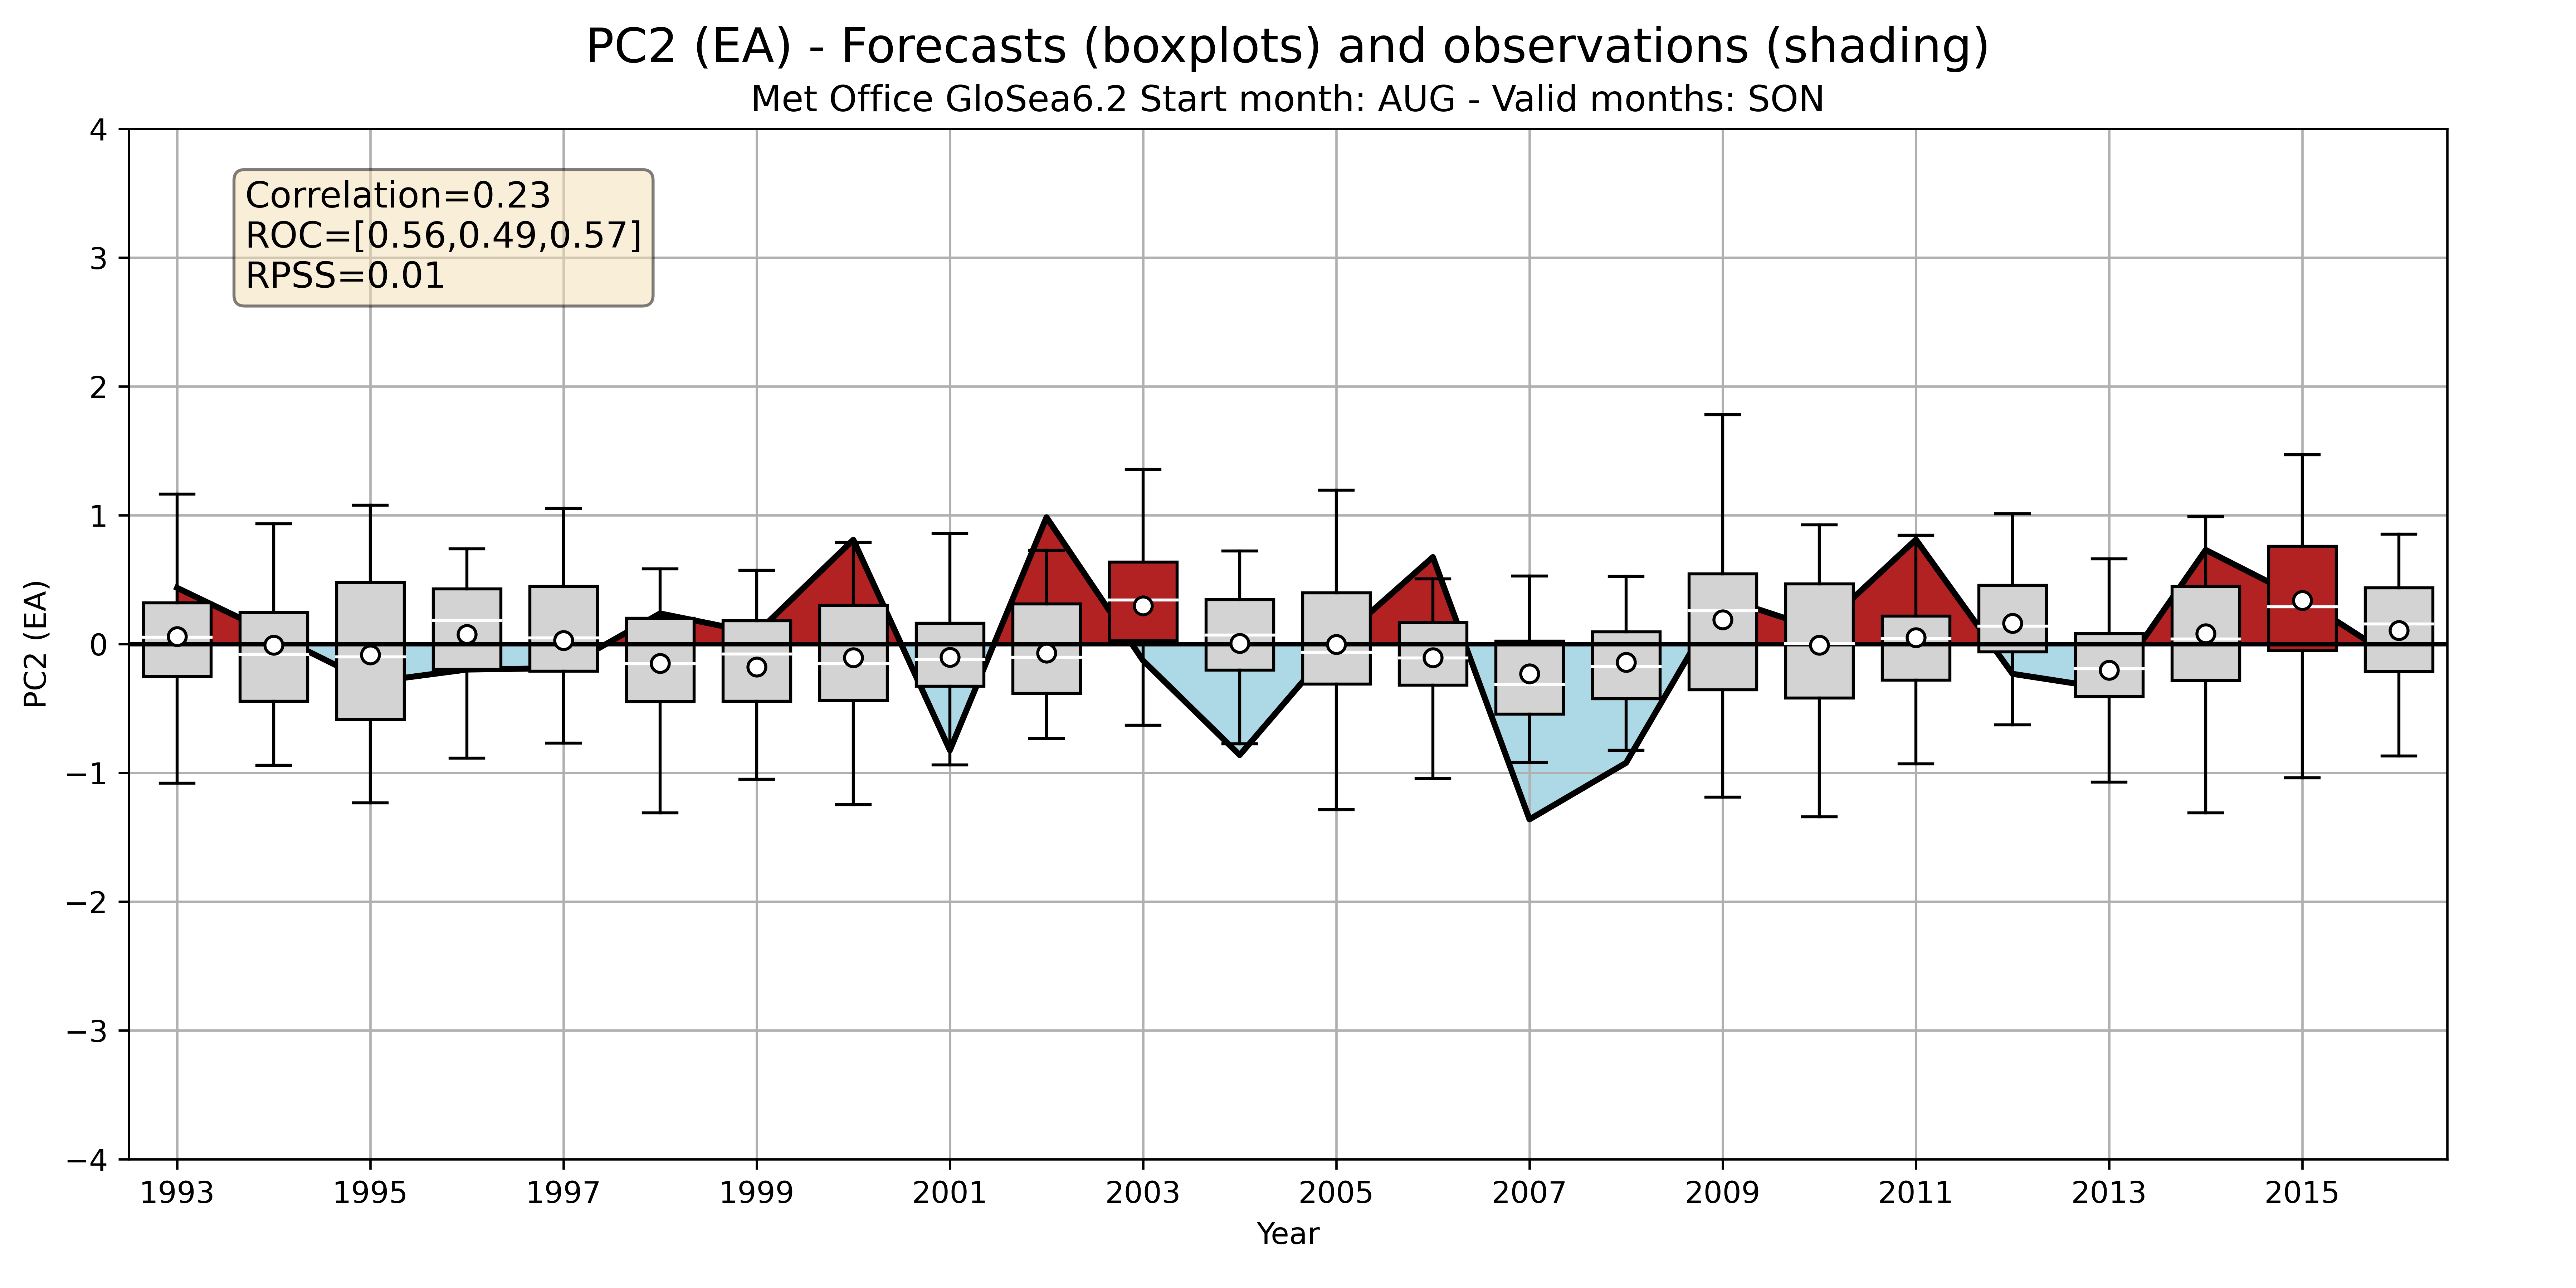 PC2 (EA) - Forecasts (boxplots) and observations (shading)
Met Office GloSea6.2 Start month: AUG - Valid months: SON
Correlation=0.23
ROC=[0.56,0.49,0.57]
RPSS=0.01
PC2 (EA)
4
3
2
1
0
−1
−2
−3
−4
1993 1995 1997 1999 2001 2003 2005 2007 2009 2011 2013 2015
Year